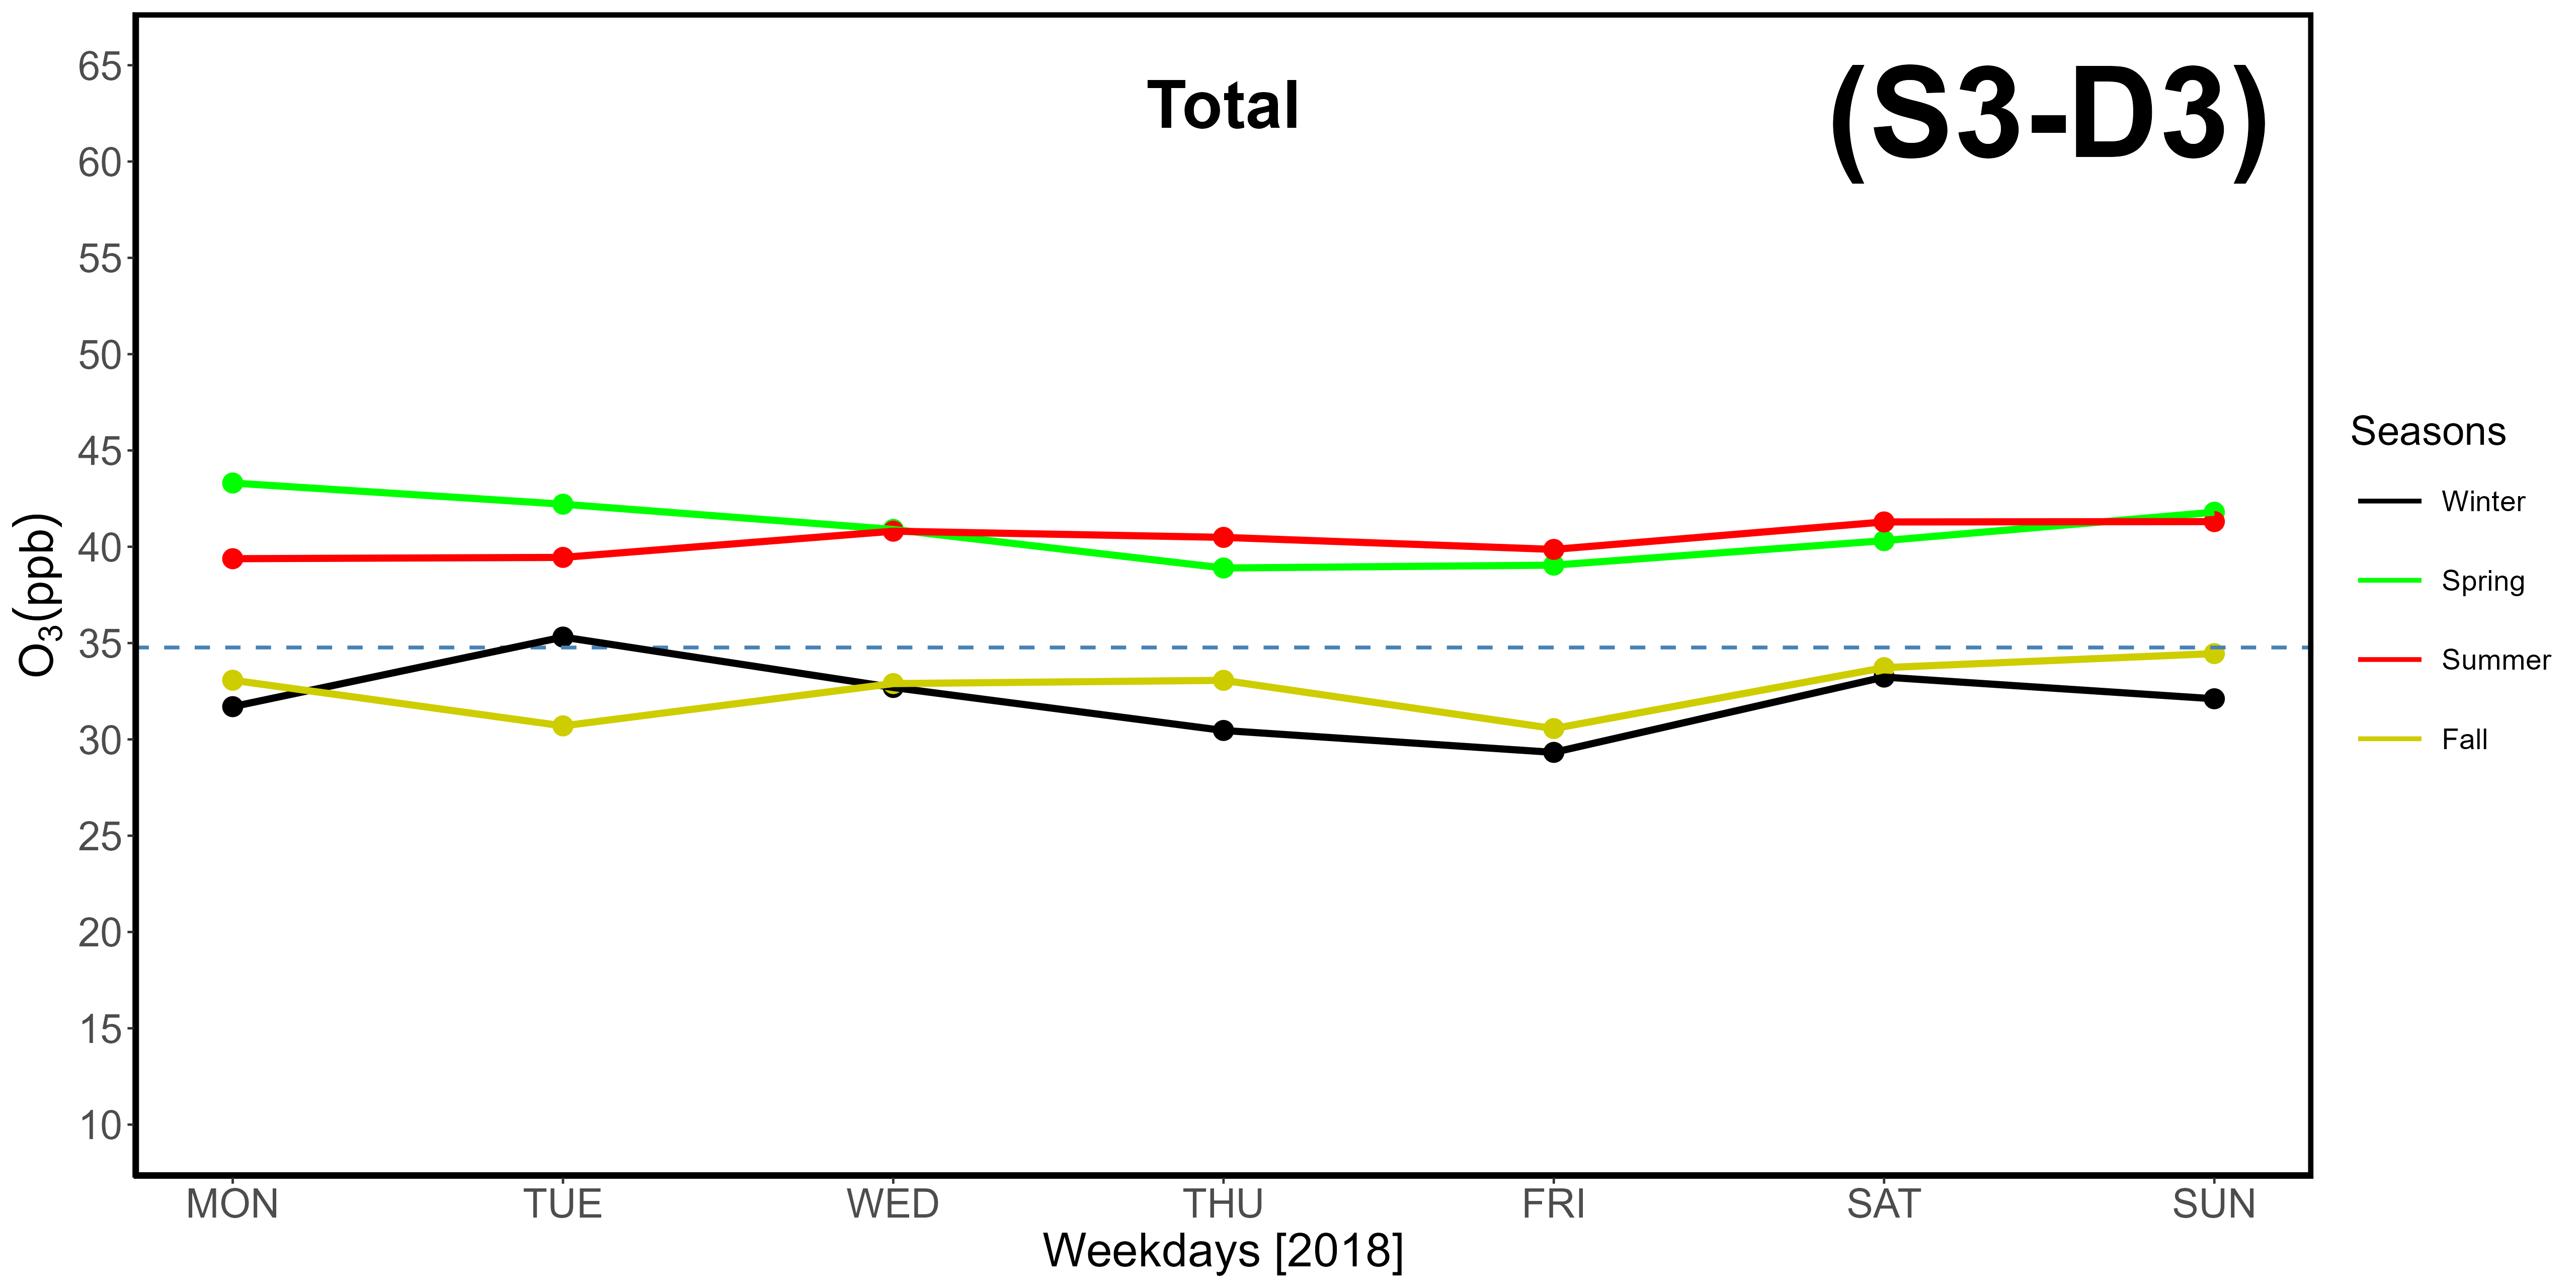 Total
(S3-D3)
O3(ppb)
65
60
55
50
45
40
35
30
25
20
15
10
MON TUE WED THU FRI SAT SUN
Weekdays [2018]
Seasons
Winter
Spring
Summer
Fall